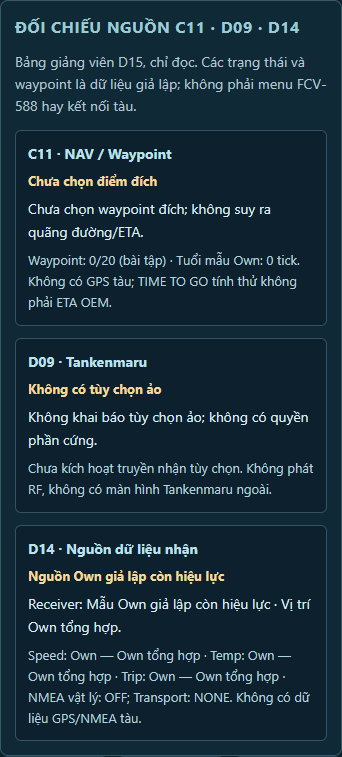 ĐỐI CHIẾU NGUỒN C11 · D09 · D14
Bảng giảng viên D15, chỉ đọc. Các trạng thái và
waypoint là dữ liệu giả lập; không phải menu FCV-
588 hay kết nối tàu.
C11 · NAV / Waypoint
Chưa chọn điểm đích
Chưa chọn waypoint đích; không suy ra
quãng đường/ETA.
Waypoint: 0/20 (bài tập) · Tuổi mẫu Own: 0 tick.
Không có GPS tàu; TIME TO GO tính thử không
phải ETA OEM.
D09 · Tankenmaru
Không có tùy chọn ảo
Không khai báo tùy chọn ảo; không có quyền
phần cứng.
Chưa kích hoạt truyền nhận tùy chọn. Không phát
RF, không có màn hình Tankenmaru ngoài.
D14 · Nguồn dữ liệu nhận
Nguồn Own giả lập còn hiệu lực
Receiver: Mẫu Own giả lập còn hiệu lực · Vị trí
Own tổng hợp.
Speed: Own — Own tổng hợp · Temp: Own —
Own tổng hợp · Trip: Own — Own tổng hợp ·
NMEA vật lý: OFF; Transport: NONE. Không có dữ
liệu GPS/NMEA tàu.